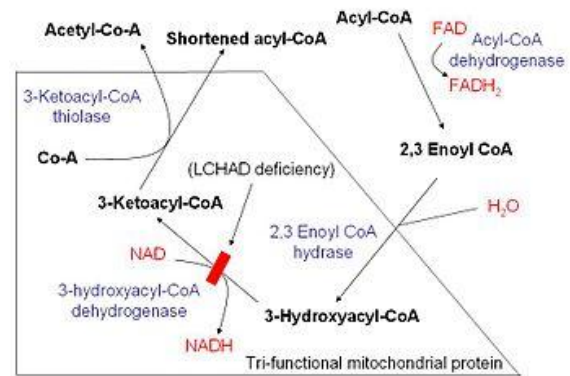 Acyl-CoA
Acetyl-Co-A
Shortened acyl-CoA
FAD
Acyl-CoA
dehydrogenase
FADH2
3-Ketoacyl-CoA
thiolase
Co-A
2,3 Enoyl CoA
(LCHAD deficiency)
3-Ketoacyl-CoA
H2O
2,3 Enoyl CoA
hydrase
NAD
3-hydroxyacyl-CoA
dehydrogenase
3-Hydroxyacyl-CoA
NADH
Tri-functional mitochondrial protein